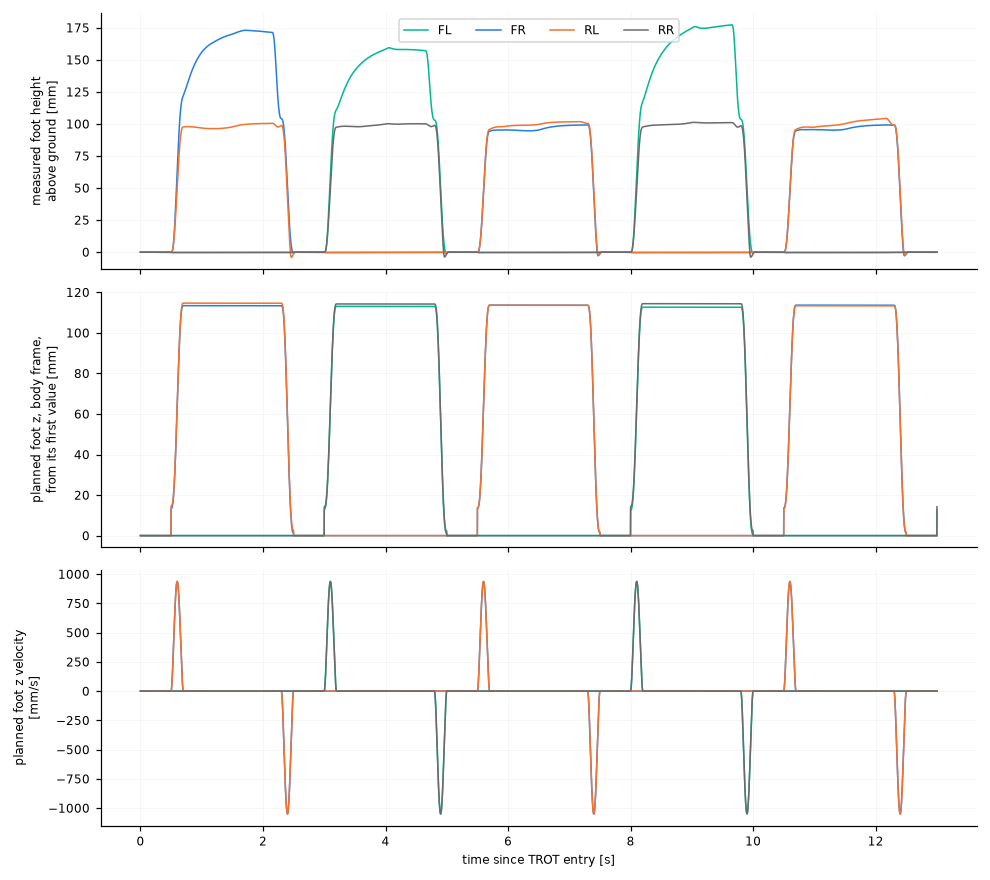 FL FR RL RR
measured foot height
above ground [mm]
175
150
125
100
75
50
25
0
planned foot z, body frame,
from its first value [mm]
120
100
80
60
40
20
0
planned foot z velocity
[mm/s]
1000
750
500
250
0
−250
−500
−750
−1000
0 2 4 6 8 10 12
time since TROT entry [s]